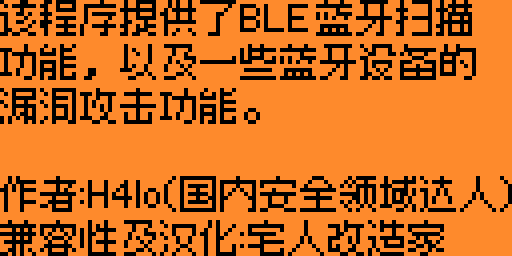 该程序提供了BLE蓝牙扫描
功能，以及一些蓝牙设备的
漏洞攻击功能。
作者:H4lo(国内安全领域达人)
兼容性及汉化:宅人改造家